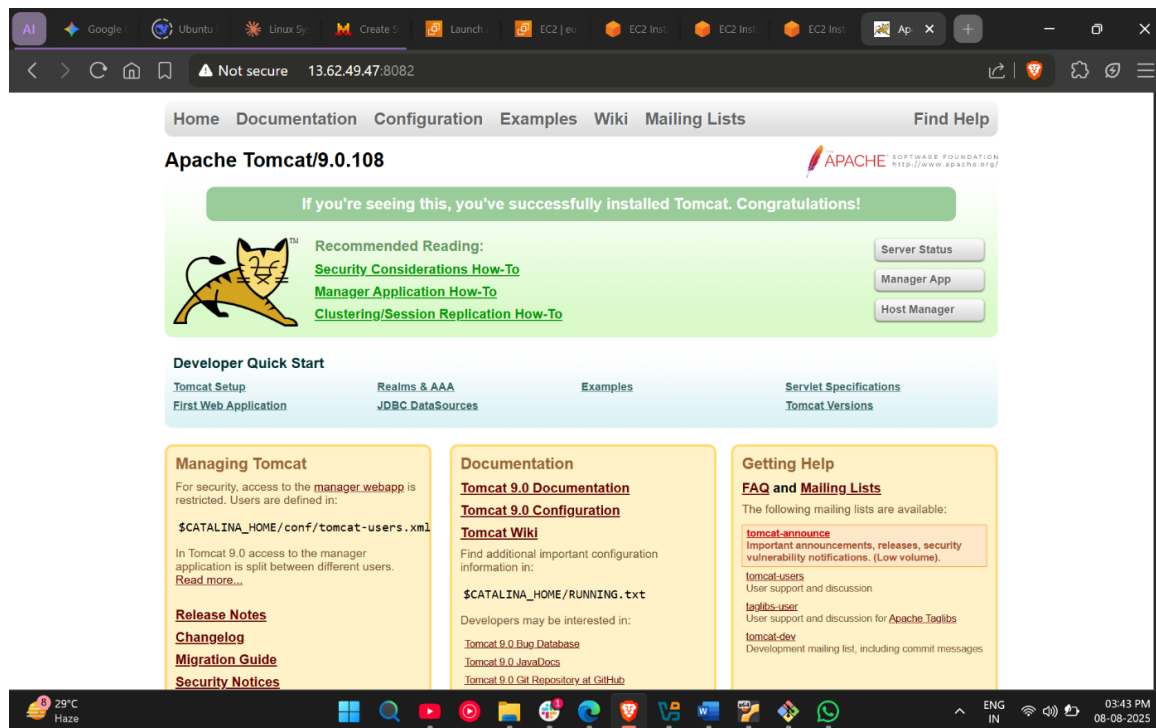 AI
Google
Ubuntu
Linux Sy
Create S
Launch
EC2 | eu
EC2 Inst
EC2 Inst
EC2 Inst
Ap
Not secure 13.62.49.47:8082
Home Documentation Configuration Examples Wiki Mailing Lists Find Help
Apache Tomcat/9.0.108
APACHE SOFTWARE FOUNDATION
http://www.apache.org/
If you're seeing this, you've successfully installed Tomcat. Congratulations!
TM
Recommended Reading:
Security Considerations How-To
Manager Application How-To
Clustering/Session Replication How-To
Server Status
Manager App
Host Manager
Developer Quick Start
Tomcat Setup
First Web Application
Realms & AAA
JDBC DataSources
Examples
Servlet Specifications
Tomcat Versions
Managing Tomcat
For security, access to the manager webapp is
restricted. Users are defined in:
$CATALINA_HOME/conf/tomcat-users.xml
In Tomcat 9.0 access to the manager
application is split between different users.
Read more...
Release Notes
Changelog
Migration Guide
Security Notices
Documentation
Tomcat 9.0 Documentation
Tomcat 9.0 Configuration
Tomcat Wiki
Find additional important configuration
information in:
$CATALINA_HOME/RUNNING.txt
Developers may be interested in:
Tomcat 9.0 Bug Database
Tomcat 9.0 JavaDocs
Tomcat 9.0 Git Repository at GitHub
Getting Help
FAQ and Mailing Lists
The following mailing lists are available:
tomcat-announce
Important announcements, releases, security
vulnerability notifications. (Low volume).
tomcat-users
User support and discussion
taglibs-user
User support and discussion for Apache Taglibs
tomcat-dev
Development mailing list, including commit messages
8
29°C
Haze
ENG
IN
03:43 PM
08-08-2025